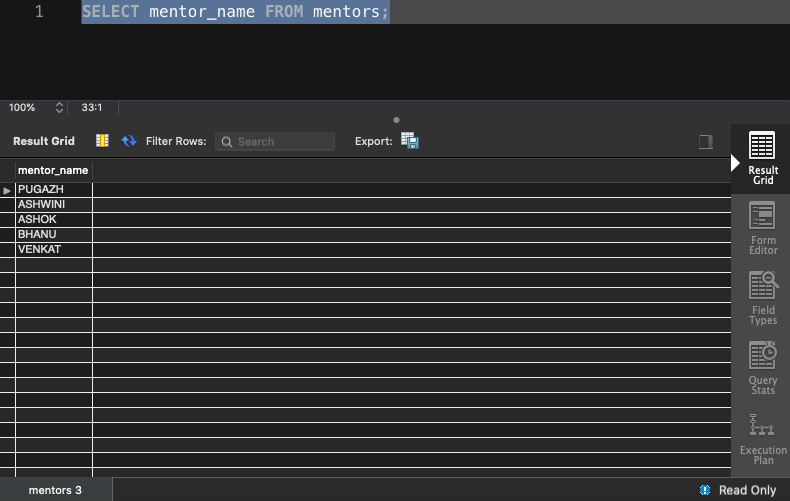 1 SELECT mentor_name FROM mentors;
100% 33:1
Result Grid Filter Rows: Search Export:
mentor_name
PUGAZH
ASHWINI
ASHOK
BHANU
VENKAT
Result
Grid
Form
Editor
Field
Types
Query
Stats
Execution
Plan
mentors 3 Read Only